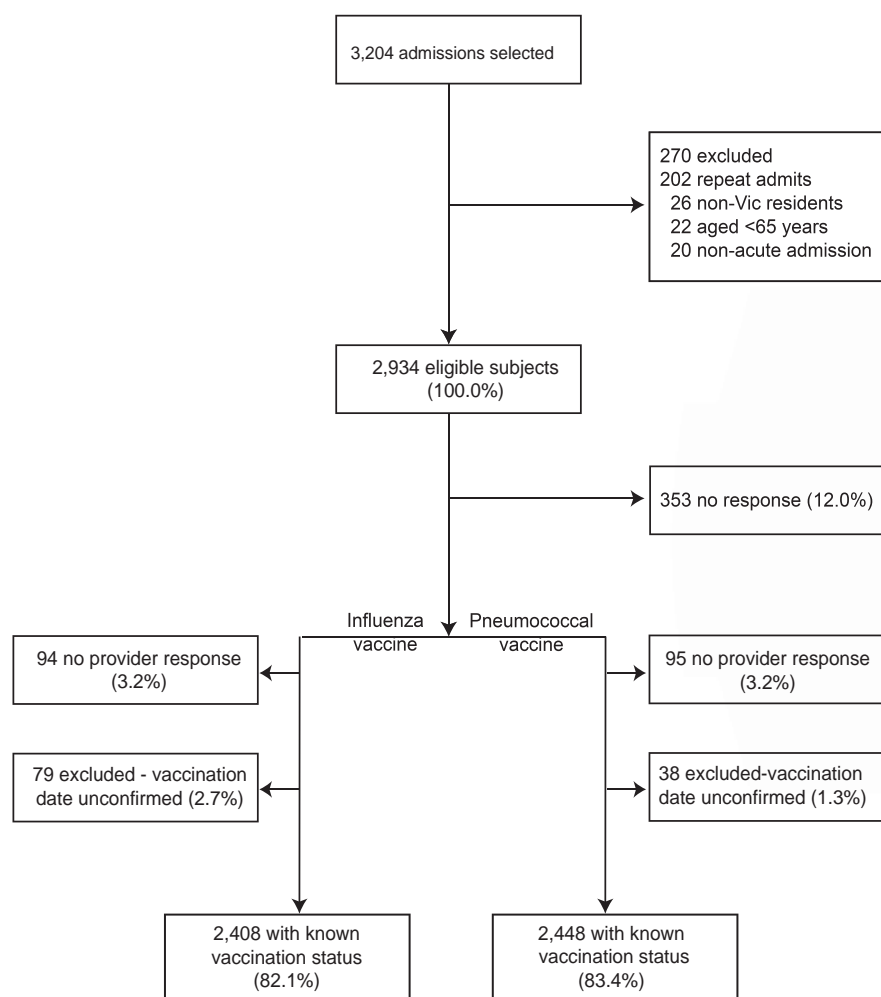 3,204 admissions selected
270 excluded
202 repeat admits
26 non-Vic residents
22 aged <65 years
20 non-acute admission
2,934 eligible subjects
(100.0%)
353 no response (12.0%)
Influenza
vaccine
Pneumococcal
vaccine
94 no provider response
(3.2%)
95 no provider response
(3.2%)
79 excluded - vaccination
date unconfirmed (2.7%)
38 excluded-vaccination
date unconfirmed (1.3%)
2,408 with known
vaccination status
(82.1%)
2,448 with known
vaccination status
(83.4%)